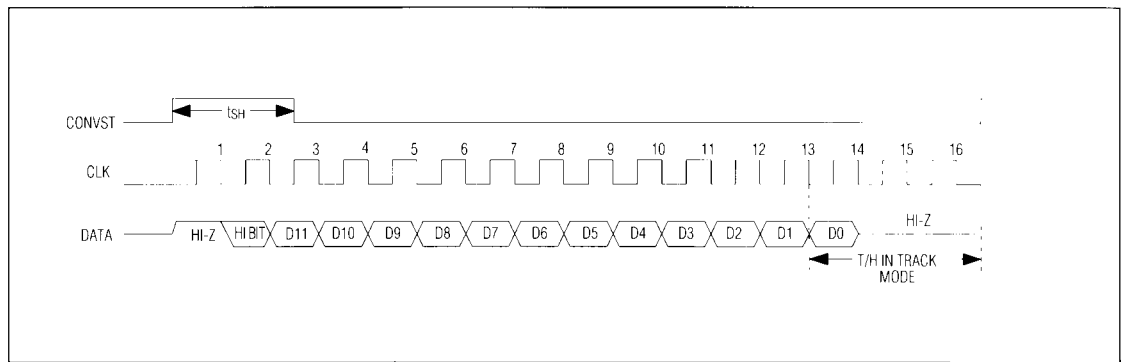 CONVST
tSH
1 2 3 4 5 6 7 8 9 10 11 12 13 14 15 16
CLK
DATA
HI-Z HI BIT D11 D10 D9 D8 D7 D6 D5 D4 D3 D2 D1 D0 HI-Z
T/H IN TRACK
MODE